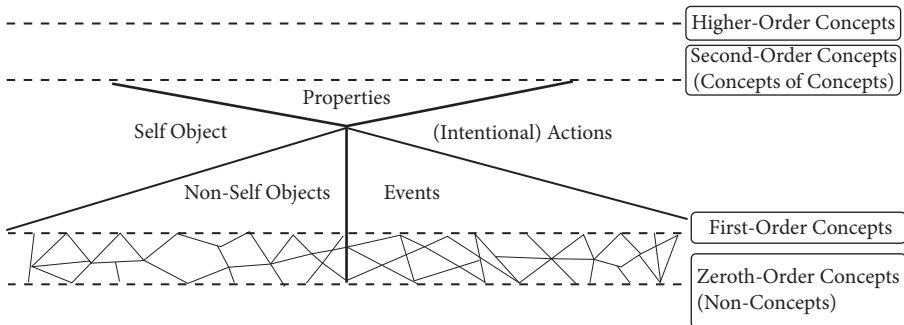 Higher-Order Concepts
Second-Order Concepts
(Concepts of Concepts)
Properties
Self Object
(Intentional) Actions
Non-Self Objects
Events
First-Order Concepts
Zeroth-Order Concepts
(Non-Concepts)